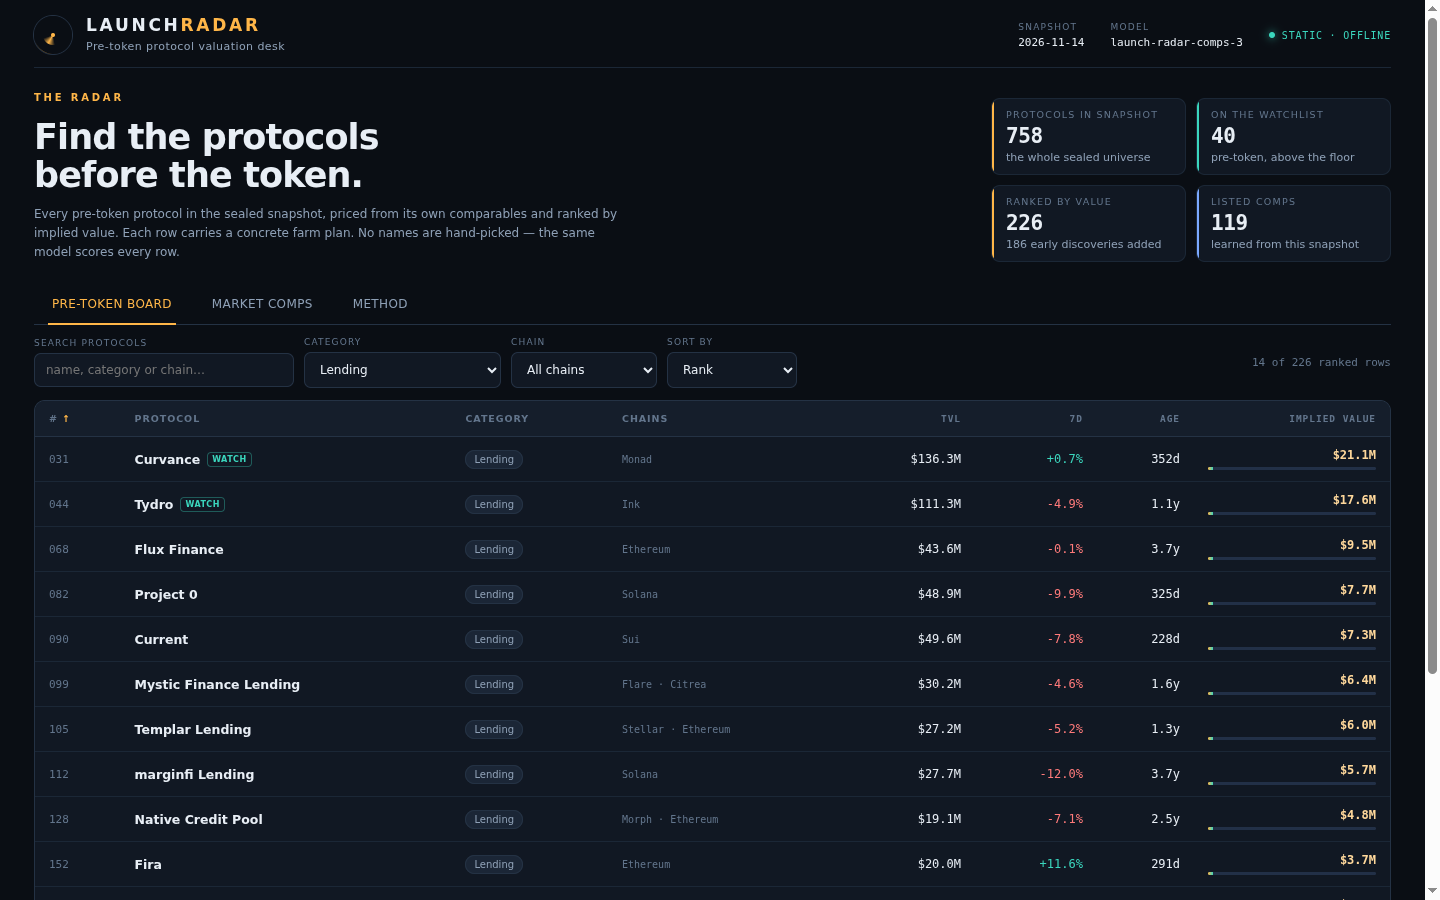 LAUNCHRADAR
Pre-token protocol valuation desk
SNAPSHOT
2026-11-14
MODEL
launch-radar-comps-3
STATIC · OFFLINE
THE RADAR
Find the protocols
before the token.
Every pre-token protocol in the sealed snapshot, priced from its own comparables and ranked by
implied value. Each row carries a concrete farm plan. No names are hand-picked — the same
model scores every row.
PROTOCOLS IN SNAPSHOT
758
the whole sealed universe
ON THE WATCHLIST
40
pre-token, above the floor
RANKED BY VALUE
226
186 early discoveries added
LISTED COMPS
119
learned from this snapshot
PRE-TOKEN BOARD MARKET COMPS METHOD
SEARCH PROTOCOLS CATEGORY CHAIN SORT BY
name, category or chain... Lending All chains Rank
14 of 226 ranked rows
# ↑ PROTOCOL CATEGORY CHAINS TVL 7D AGE IMPLIED VALUE
031 Curvance WATCH Lending Monad $136.3M +0.7% 352d $21.1M
044 Tydro WATCH Lending Ink $111.3M -4.9% 1.1y $17.6M
068 Flux Finance Lending Ethereum $43.6M -0.1% 3.7y $9.5M
082 Project 0 Lending Solana $48.9M -9.9% 325d $7.7M
090 Current Lending Sui $49.6M -7.8% 228d $7.3M
099 Mystic Finance Lending Lending Flare · Citrea $30.2M -4.6% 1.6y $6.4M
105 Templar Lending Lending Stellar · Ethereum $27.2M -5.2% 1.3y $6.0M
112 marginfi Lending Lending Solana $27.7M -12.0% 3.7y $5.7M
128 Native Credit Pool Lending Morph · Ethereum $19.1M -7.1% 2.5y $4.8M
152 Fira Lending Ethereum $20.0M +11.6% 291d $3.7M